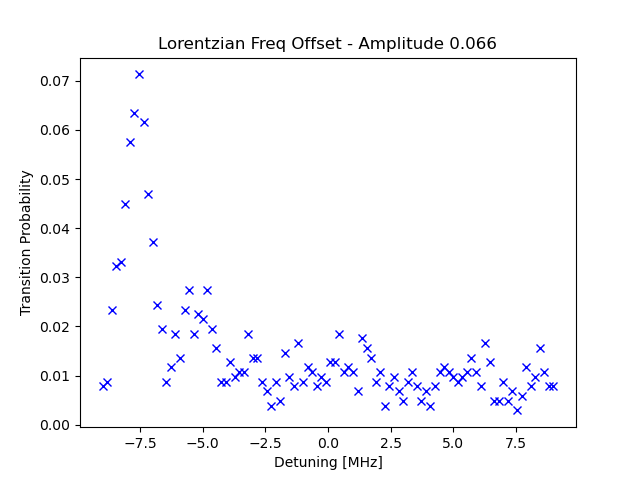 Lorentzian Freq Offset - Amplitude 0.066
0.07
0.06
0.05
0.04
0.03
0.02
0.01
0.00
Transition Probability
−7.5 −5.0 −2.5 0.0 2.5 5.0 7.5
Detuning [MHz]